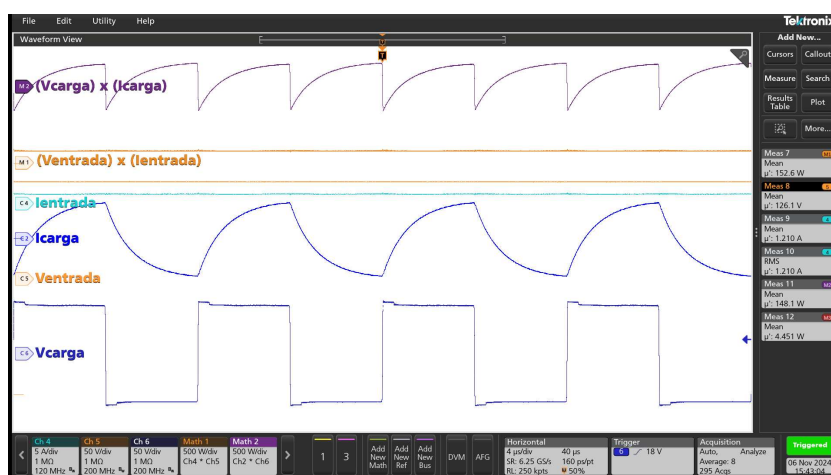 File Edit Utility Help
Tektronix
Waveform View
Add New...
T
Cursors Callout
Measure Search
Results Table Plot
More...
M 2 (Vcarga) x (Icarga)
M 1 (Ventrada) x (Ientrada)
C4 Ientrada
C2 Icarga
C5 Ventrada
C6 Vcarga
Meas 7 M1
Mean
µ': 152.6 W
Meas 8 5
Mean
µ': 126.1 V
Meas 9 4
Mean
µ': 1.210 A
Meas 10 4
RMS
µ': 1.210 A
Meas 11 M2
Mean
µ': 148.1 W
Meas 12 M3
Mean
µ': 4.451 W
Ch 4
5 A/div
1 MΩ
120 MHz
Ch 5
50 V/div
1 MΩ
200 MHz
Ch 6
50 V/div
1 MΩ
200 MHz
Math 1
500 W/div
Ch4 * Ch5
Math 2
500 W/div
Ch2 * Ch6
1
3
Add New Math
Add New Ref
Add New Bus
DVM
AFG
Horizontal
4 µs/div 40 µs
SR: 6.25 GS/s 160 ps/pt
RL: 250 kpts 50%
Trigger
6 18 V
Acquisition
Auto, Analyze
Average: 8
295 Acqs
Triggered
06 Nov 2024
15:43:04